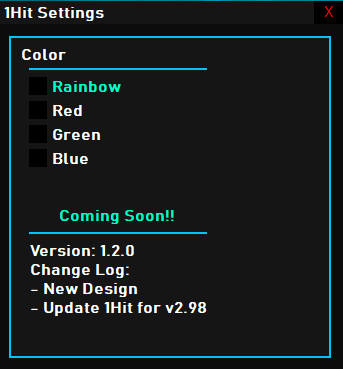 1Hit Settings
X
Color
Rainbow
Red
Green
Blue
Coming Soon!!
Version: 1.2.0
Change Log:
- New Design
- Update 1Hit for v2.98